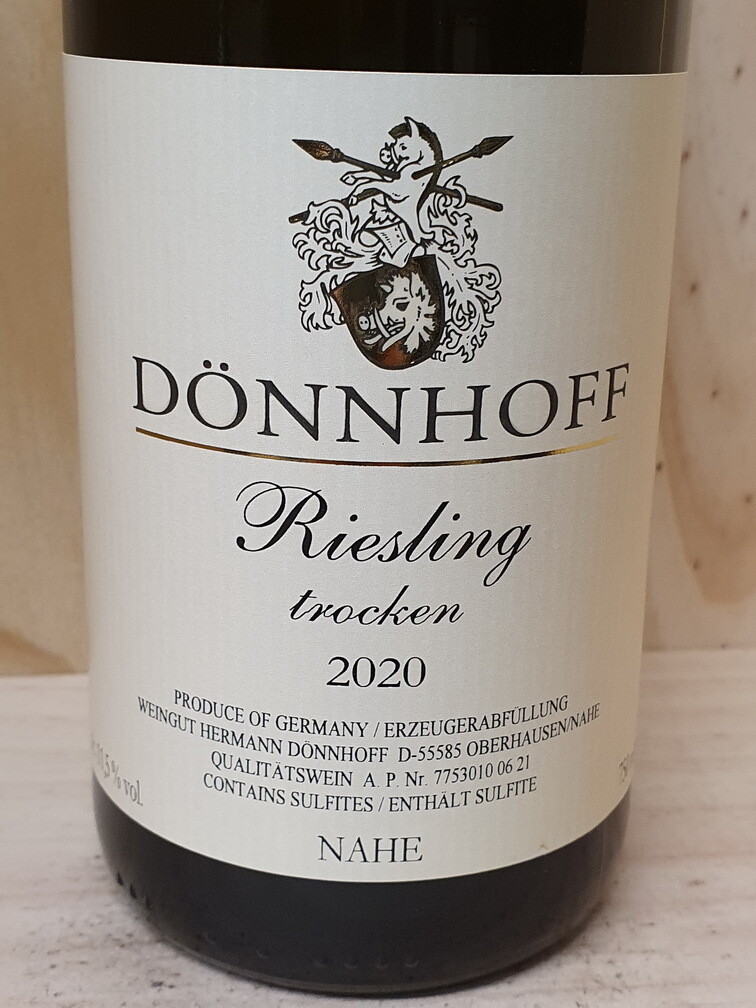 DÖNNHOFF
Riesling
trocken
2020
PRODUCE OF GERMANY / ERZEUGERABFÜLLUNG
WEINGUT HERMANN DÖNNHOFF D-55585 OBERHAUSEN/NAHE
QUALITÄTSWEIN A. P. Nr. 7753010 06 21
CONTAINS SULFITES / ENTHÄLT SULFITE
% vol.
NAHE